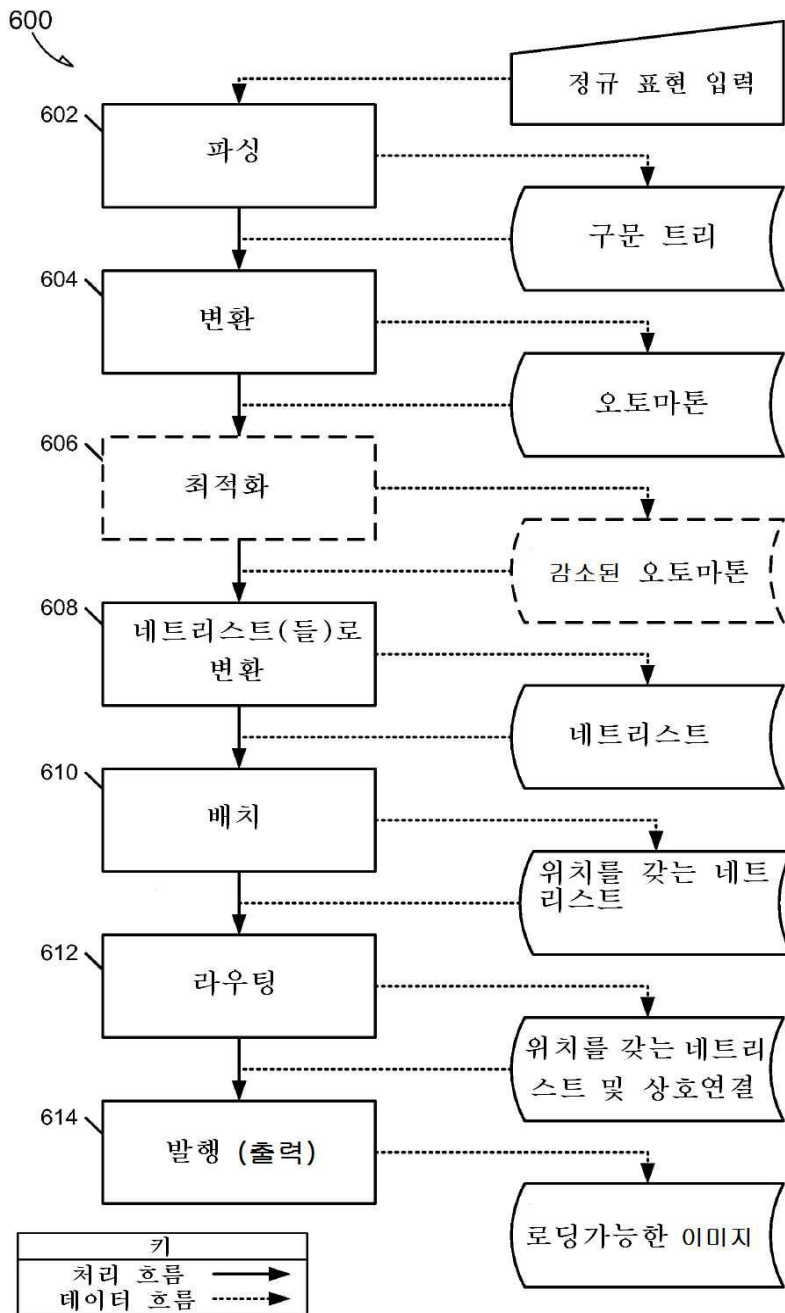 600
정규 표현 입력
602
파싱
구문 트리
604
변환
오토마톤
606
최적화
감소된 오토마톤
608
네트리스트(들)로
변환
네트리스트
610
배치
위치를 갖는 네트
리스트
612
라우팅
위치를 갖는 네트리
스트 및 상호연결
614
발행 (출력)
로딩가능한 이미지
키
처리 흐름
데이터 흐름